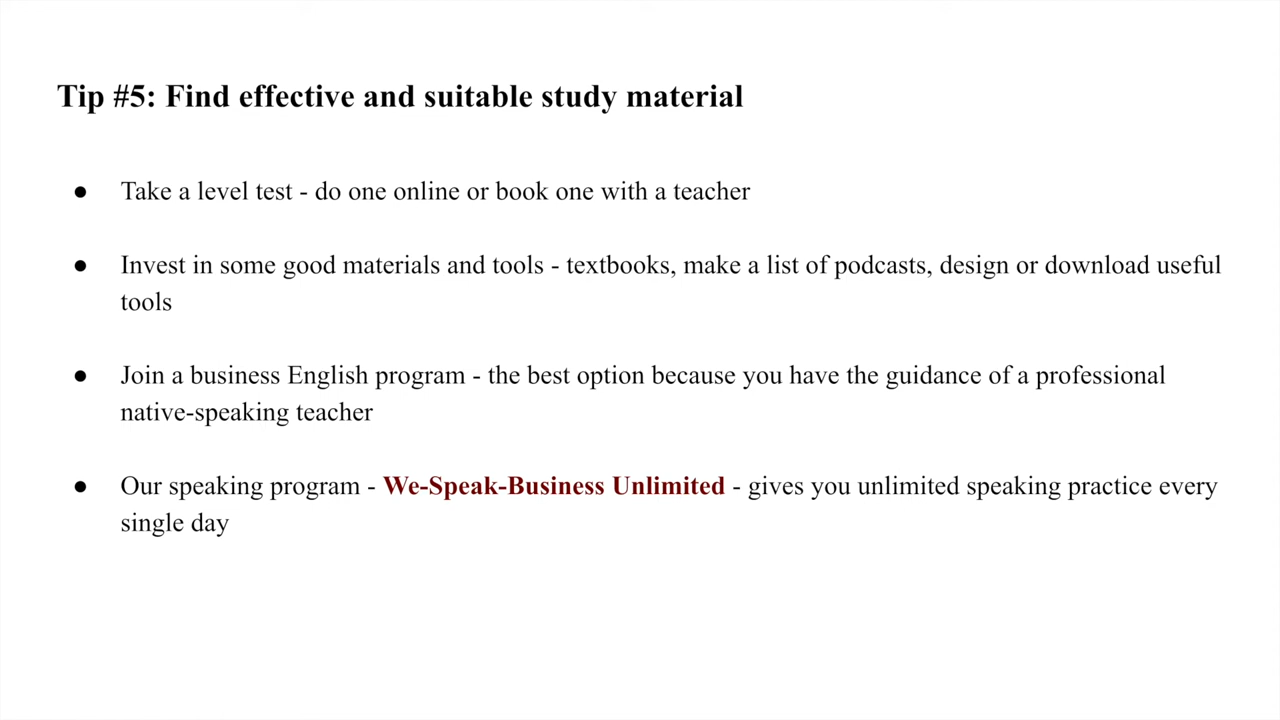 Tip #5: Find effective and suitable study material
● Take a level test - do one online or book one with a teacher
● Invest in some good materials and tools - textbooks, make a list of podcasts, design or download useful
tools
● Join a business English program - the best option because you have the guidance of a professional
native-speaking teacher
● Our speaking program - We-Speak-Business Unlimited - gives you unlimited speaking practice every
single day